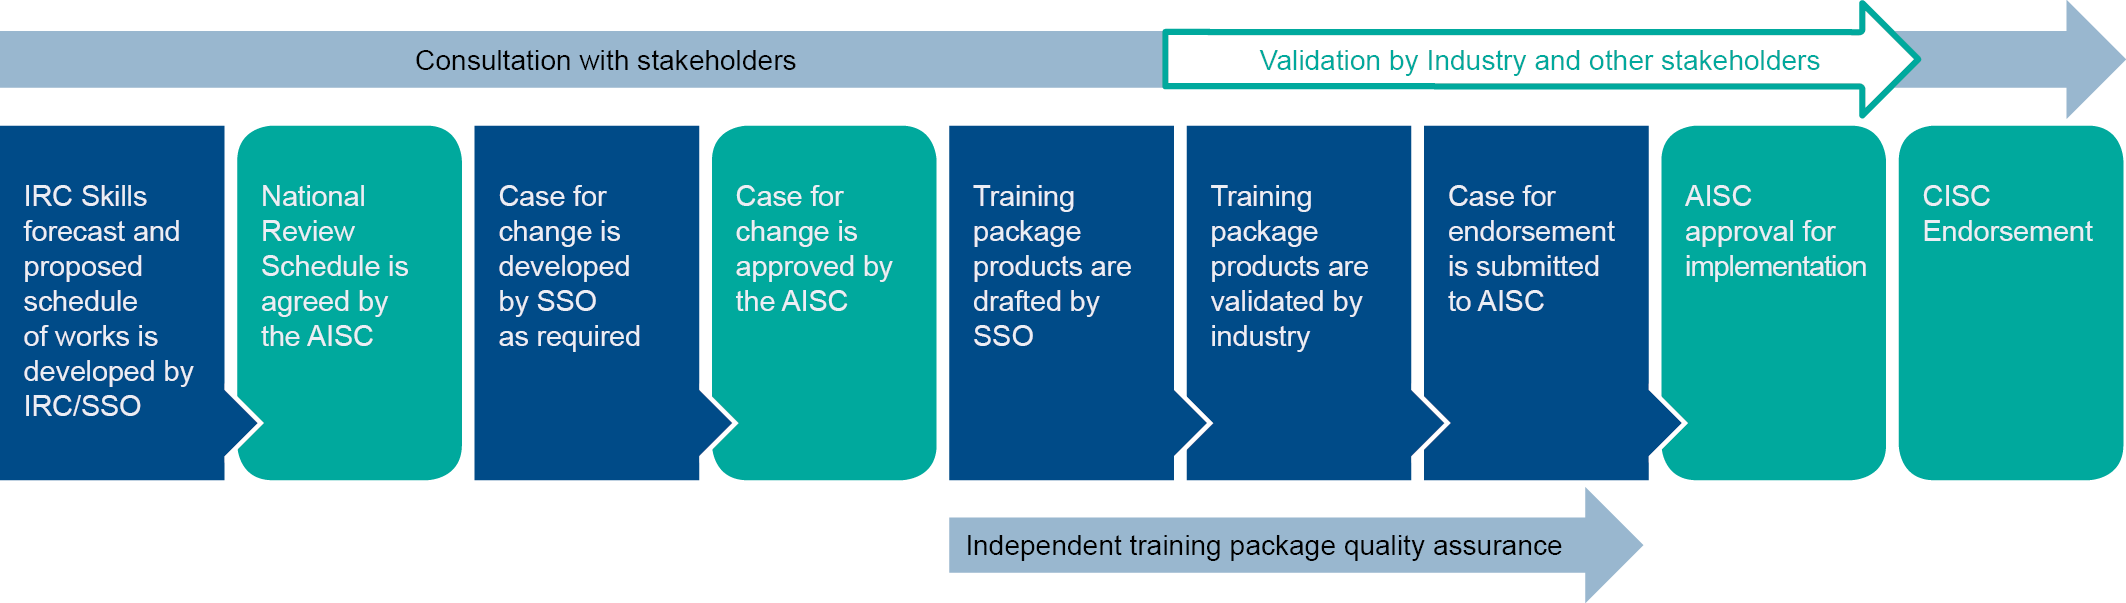 Consultation with stakeholders
Validation by Industry and other stakeholders
IRC Skills
forecast and
proposed
schedule
of works is
developed by
IRC/SSO
National
Review
Schedule is
agreed by
the AISC
Case for
change is
developed
by SSO
as required
Case for
change is
approved by
the AISC
Training
package
products are
drafted by
SSO
Training
package
products are
validated by
industry
Case for
endorsement
is submitted
to AISC
AISC
approval for
implementation
CISC
Endorsement
Independent training package quality assurance